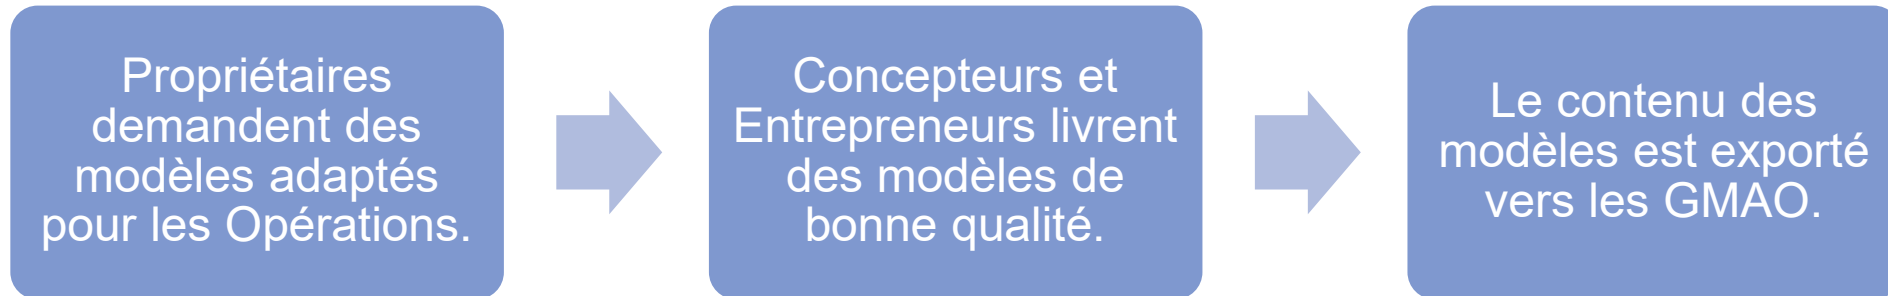 Propriétaires
demandent des
modèles adaptés
pour les Opérations.
Concepteurs et
Entrepreneurs livrent
des modèles de
bonne qualité.
Le contenu des
modèles est exporté
vers les GMAO.